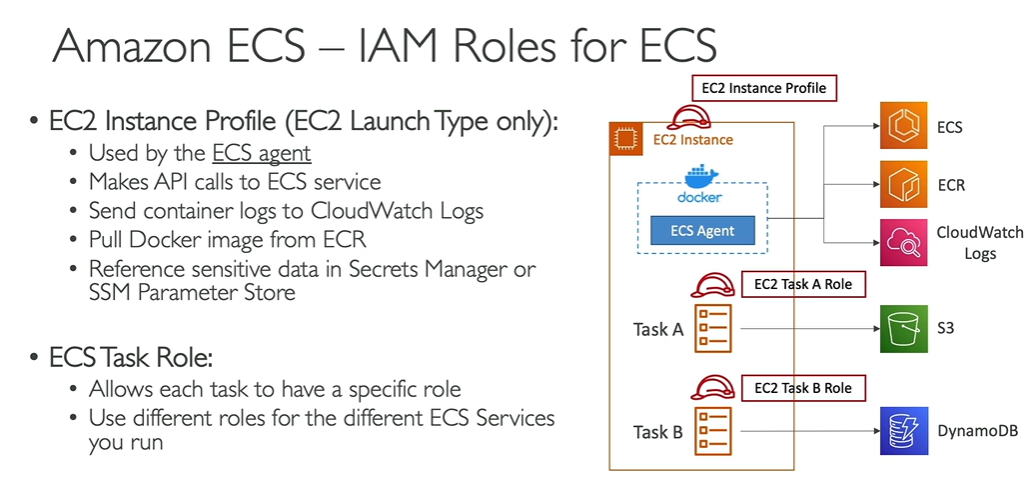 Amazon ECS – IAM Roles for ECS
• EC2 Instance Profile (EC2 Launch Type only):
• Used by the ECS agent
• Makes API calls to ECS service
• Send container logs to CloudWatch Logs
• Pull Docker image from ECR
• Reference sensitive data in Secrets Manager or
SSM Parameter Store
• ECS Task Role:
• Allows each task to have a specific role
• Use different roles for the different ECS Services
you run
EC2 Instance Profile
EC2 Instance
docker
ECS Agent
ECS
ECR
CloudWatch
Logs
EC2 Task A Role
Task A
S3
EC2 Task B Role
Task B
DynamoDB